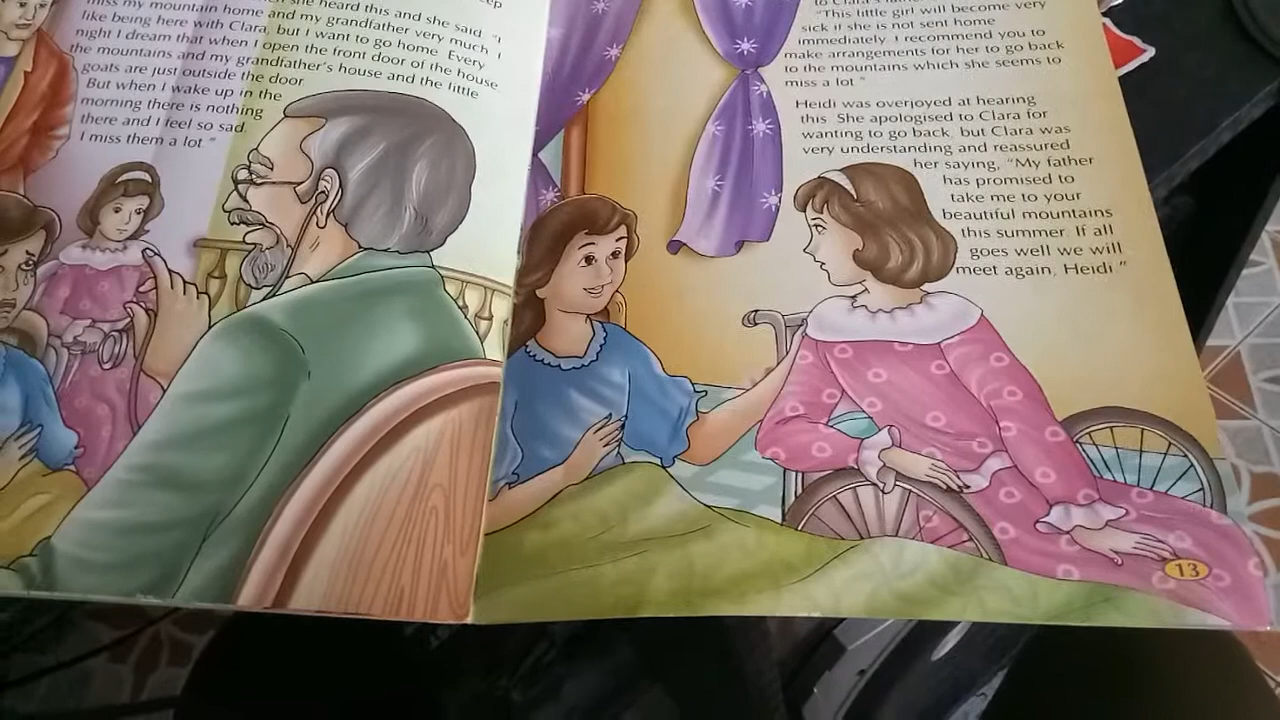 she heard this and she said "I
miss my mountain home and my grandfather very much
like being here with Clara, but I want to go home. Every
night I dream that when I open the front door of the house
the mountains and my grandfather's house and the little
goats are just outside the door
But when I wake up in the
morning there is nothing
there and I feel so sad.
I miss them a lot."
to Clara's
"This little girl will become very
sick if she is not sent home
immediately. I recommend you to
make arrangements for her to go back
to the mountains which she seems to
miss a lot"
Heidi was overjoyed at hearing
this. She apologised to Clara for
wanting to go back, but Clara was
very understanding and reassured
her saying, "My father
has promised to
take me to your
beautiful mountains
this summer. If all
goes well we will
meet again, Heidi."
13